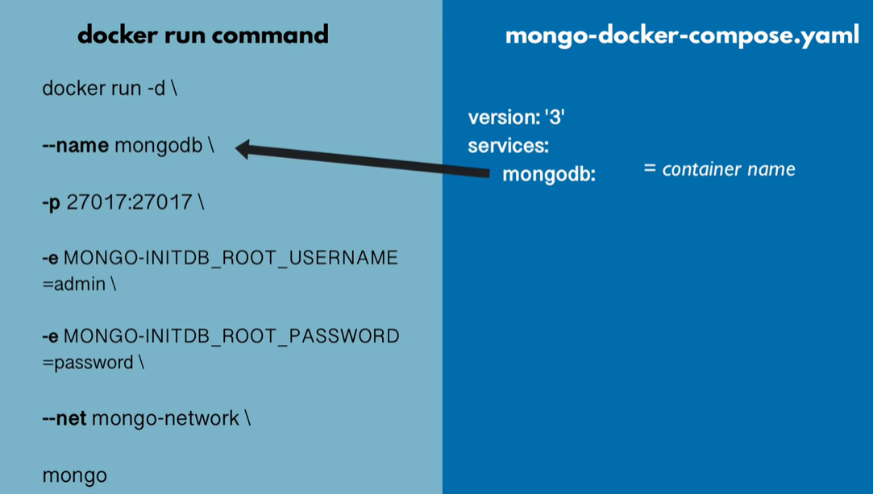 docker run command
docker run -d \
--name mongodb \
-p 27017:27017 \
-e MONGO-INITDB_ROOT_USERNAME
=admin \
-e MONGO-INITDB_ROOT_PASSWORD
=password \
--net mongo-network \
mongo
mongo-docker-compose.yaml
version: '3'
services:
mongodb: = container name